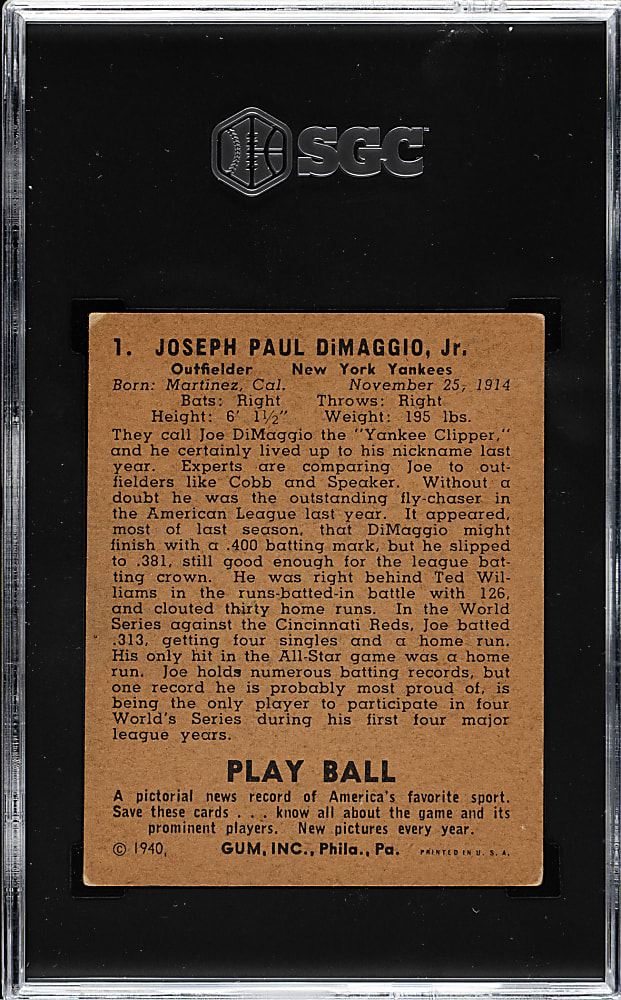 SGC
1. JOSEPH PAUL DiMAGGIO, Jr.
Outfielder New York Yankees
Born: Martinez, Cal. November 25, 1914
Bats: Right Throws: Right
Height: 6' 1½" Weight: 195 lbs.
They call Joe DiMaggio the "Yankee Clipper,"
and he certainly lived up to his nickname last
year. Experts are comparing Joe to out-
fielders like Cobb and Speaker. Without a
doubt he was the outstanding fly-chaser in
the American League last year. It appeared,
most of last season, that DiMaggio might
finish with a .400 batting mark, but he slipped
to .381, still good enough for the league bat-
ting crown. He was right behind Ted Wil-
liams in the runs-batted-in battle with 126,
and clouted thirty home runs. In the World
Series against the Cincinnati Reds, Joe batted
.313, getting four singles and a home run.
His only hit in the All-Star game was a home
run. Joe holds numerous batting records, but
one record he is probably most proud of, is
being the only player to participate in four
World's Series during his first four major
league years.
PLAY BALL
A pictorial news record of America's favorite sport.
Save these cards . . . know all about the game and its
prominent players. New pictures every year.
© 1940, GUM, INC., Phila., Pa. PRINTED IN U. S. A.